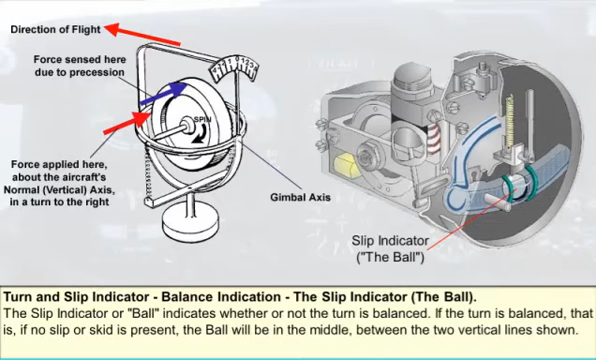 Direction of Flight
Force sensed here
due to precession
SPIN
Force applied here,
about the aircraft's
Normal (Vertical) Axis,
in a turn to the right
Gimbal Axis
Slip Indicator
("The Ball")
Turn and Slip Indicator - Balance Indication - The Slip Indicator (The Ball).
The Slip Indicator or "Ball" indicates whether or not the turn is balanced. If the turn is balanced, that
is, if no slip or skid is present, the Ball will be in the middle, between the two vertical lines shown.